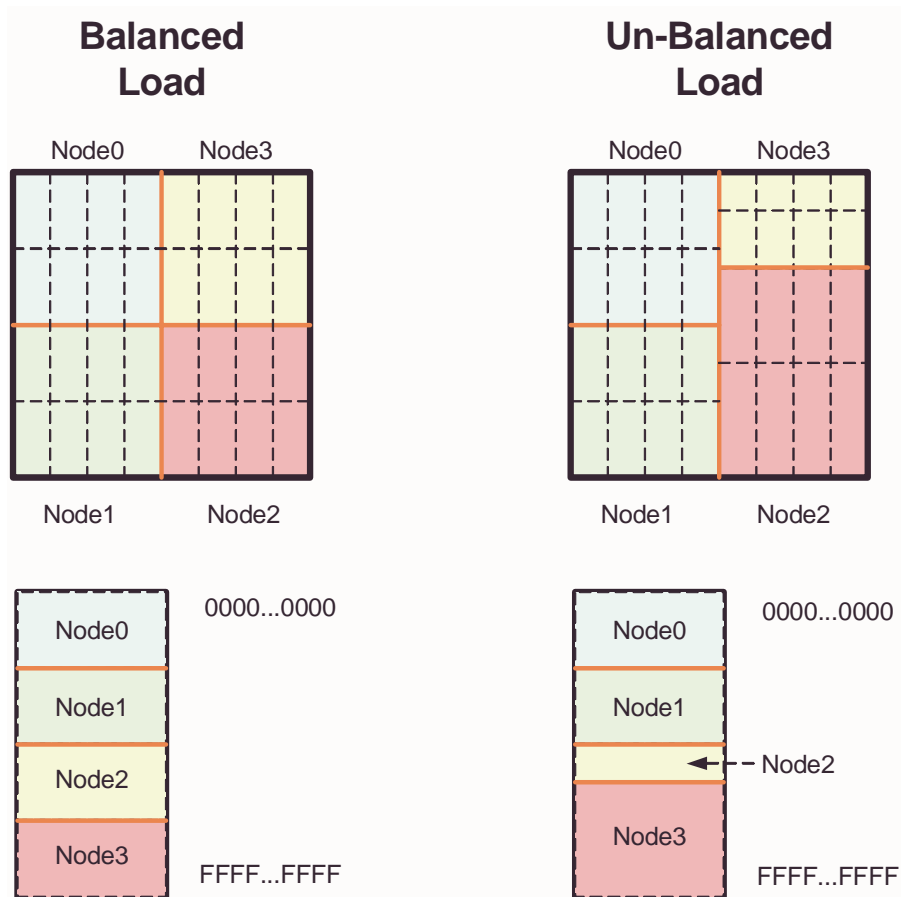 Balanced
Load
Node0
Node3
Node1
Node2
Node0
0000...0000
Node1
Node2
Node3
FFFF...FFFF
Un-Balanced
Load
Node0
Node3
Node1
Node2
Node0
0000...0000
Node1
Node2
Node3
FFFF...FFFF